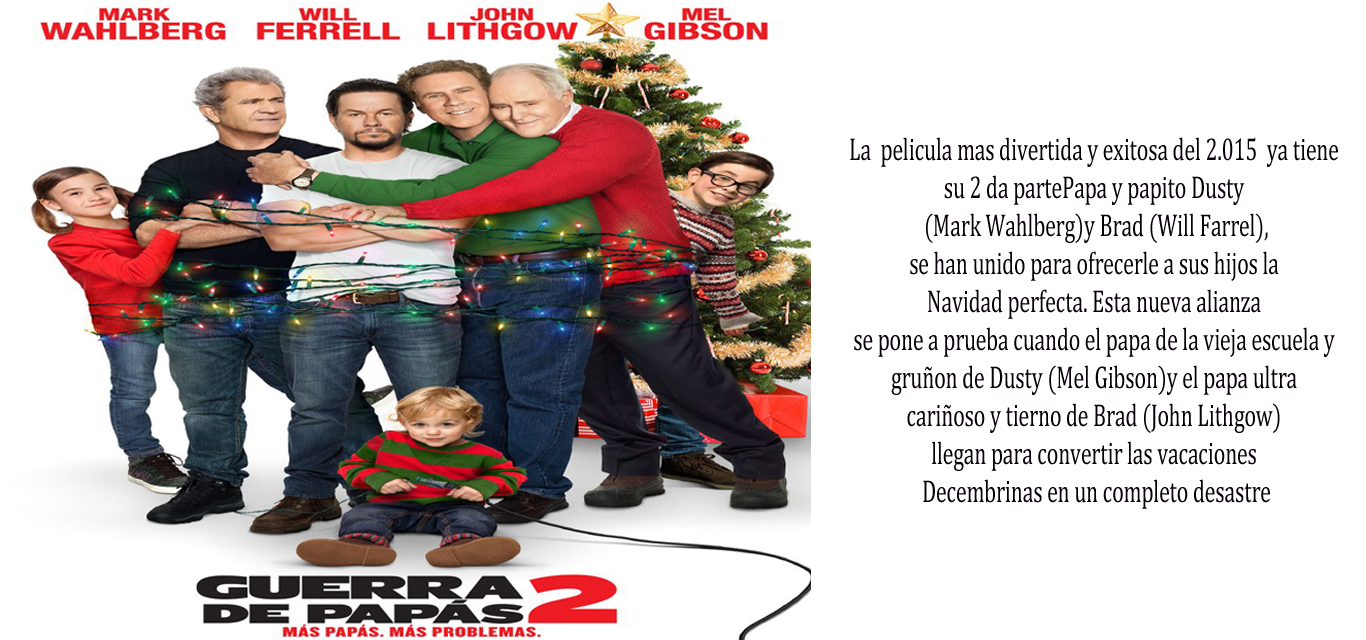 MARK WAHLBERG
WILL FERRELL
JOHN LITHGOW
MEL GIBSON
GUERRA
DE PAPÁS 2
MÁS PAPÁS. MÁS PROBLEMAS.
La pelicula mas divertida y exitosa del 2.015 ya tiene
su 2 da partePapa y papito Dusty
(Mark Wahlberg)y Brad (Will Farrel),
se han unido para ofrecerle a sus hijos la
Navidad perfecta. Esta nueva alianza
se pone a prueba cuando el papa de la vieja escuela y
gruñon de Dusty (Mel Gibson)y el papa ultra
cariñoso y tierno de Brad (John Lithgow)
llegan para convertir las vacaciones
Decembrinas en un completo desastre